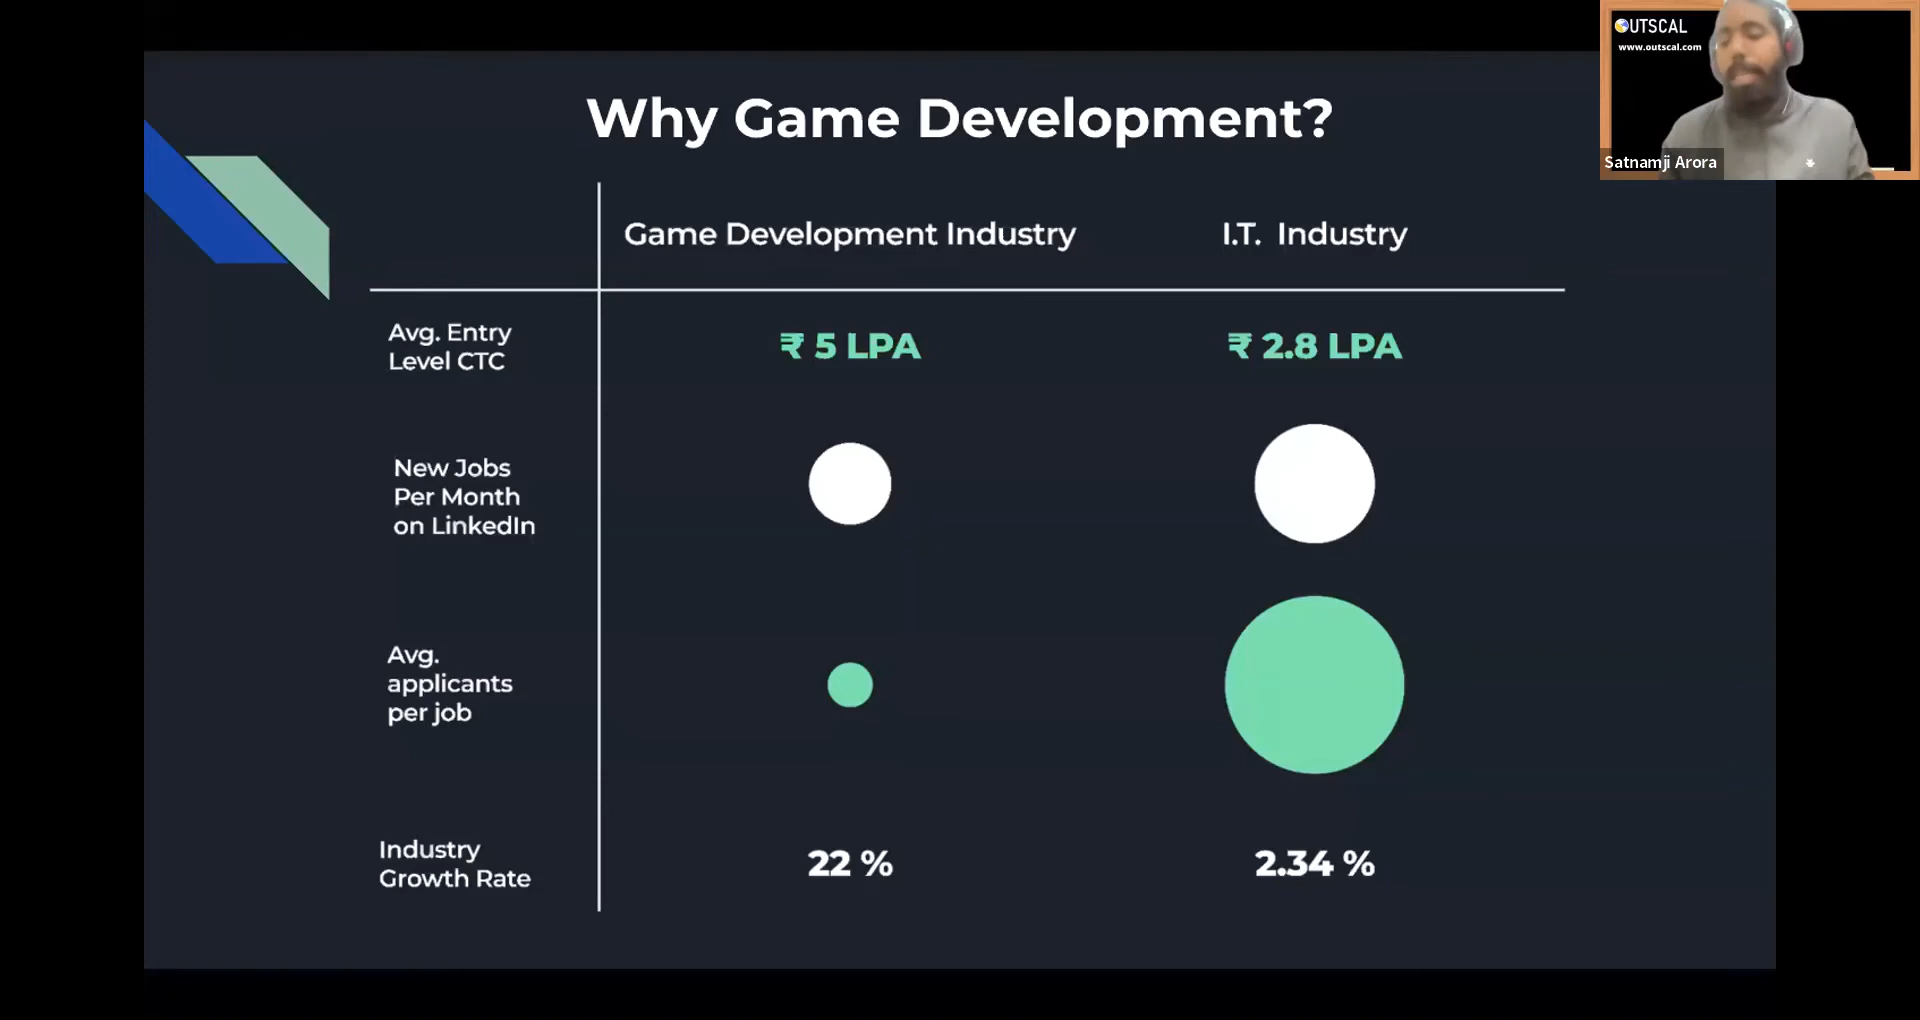 OUTSCAL
www.outscal.com
Satnamji Arora
Why Game Development?
Game Development Industry
I.T. Industry
Avg. Entry
Level CTC
₹ 5 LPA
₹ 2.8 LPA
New Jobs
Per Month
on LinkedIn
Avg.
applicants
per job
Industry
Growth Rate
22 %
2.34 %